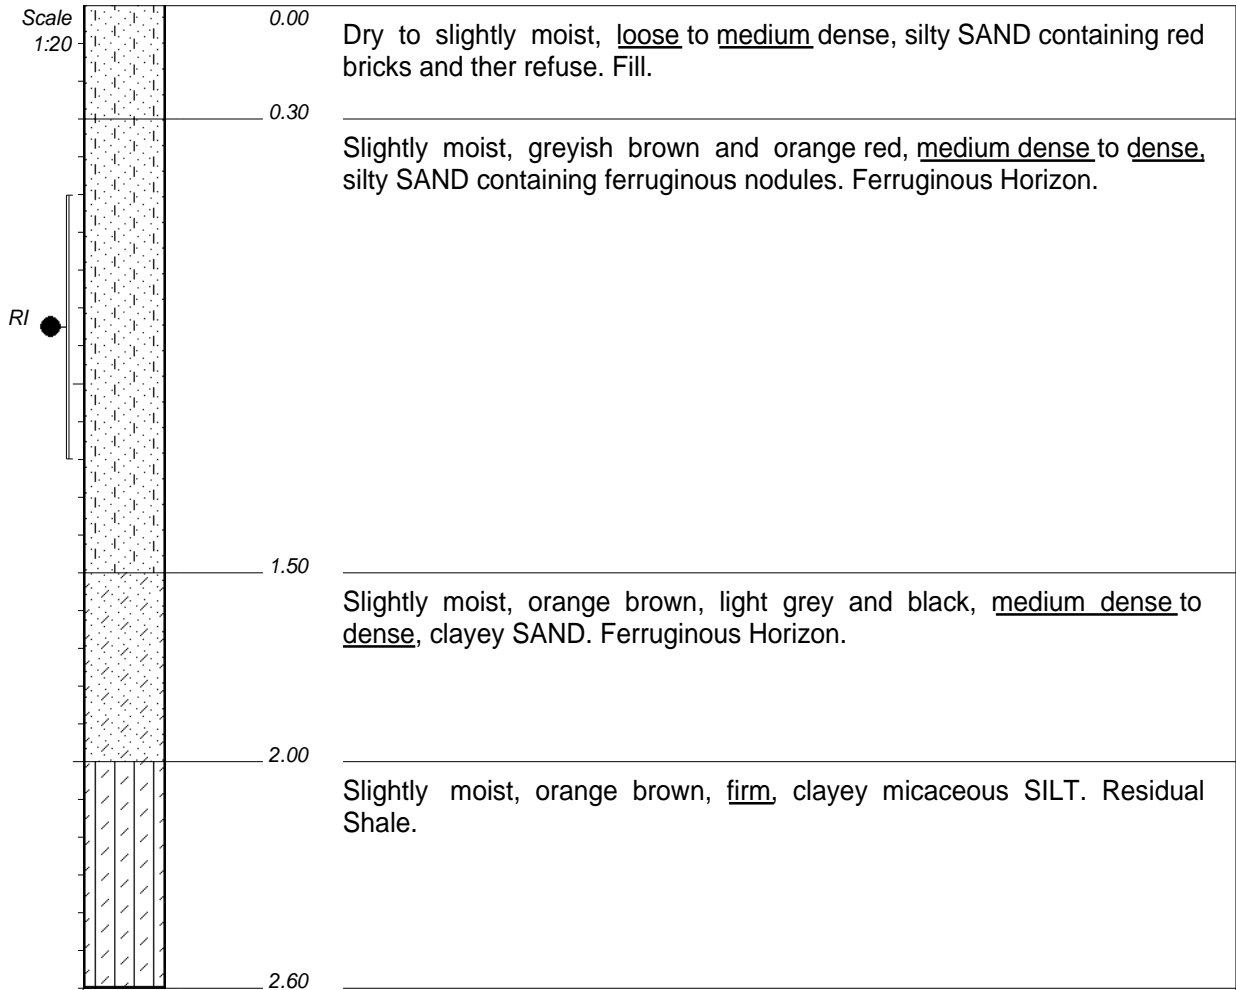 Scale
1:20
0.00
Dry to slightly moist, loose to medium dense, silty SAND containing red
bricks and ther refuse. Fill.
0.30
Slightly moist, greyish brown and orange red, medium dense to dense,
silty SAND containing ferruginous nodules. Ferruginous Horizon.
RI
1.50
Slightly moist, orange brown, light grey and black, medium dense to
dense, clayey SAND. Ferruginous Horizon.
2.00
Slightly moist, orange brown, firm, clayey micaceous SILT. Residual
Shale.
2.60